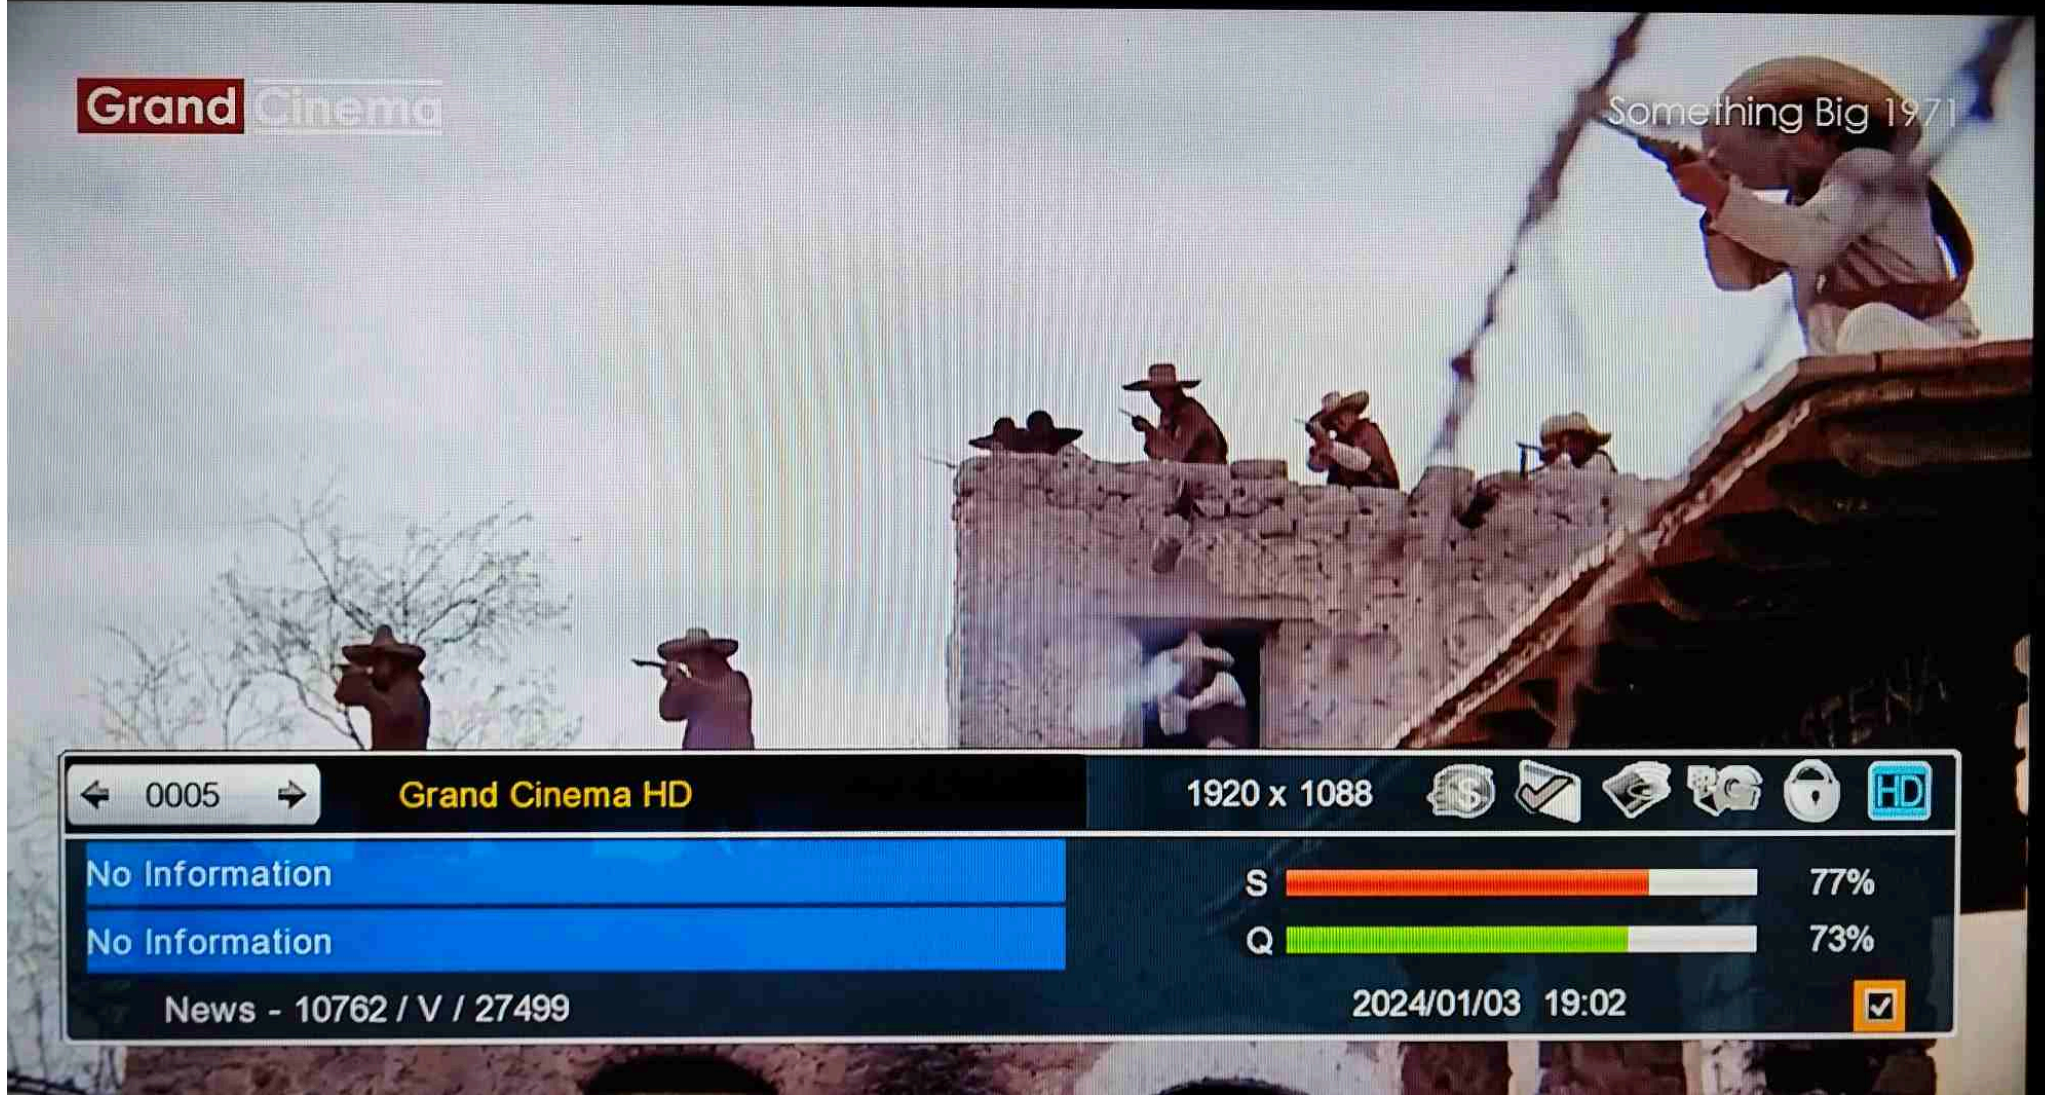 Grand Cinema
Something Big 1971
0005
Grand Cinema HD
1920 x 1088
$
HD
No Information
S 77%
No Information
Q 73%
News - 10762 / V / 27499
2024/01/03 19:02